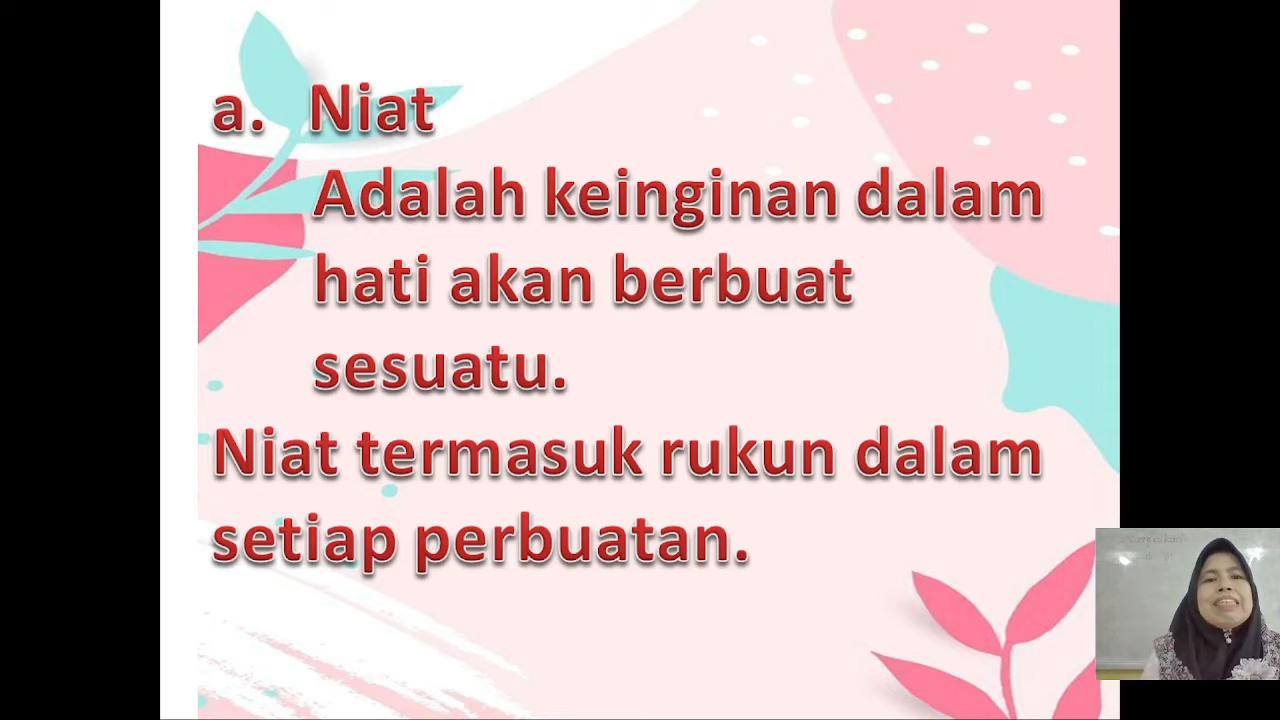 a. Niat
Adalah keinginan dalam
hati akan berbuat
sesuatu.
Niat termasuk rukun dalam
setiap perbuatan.